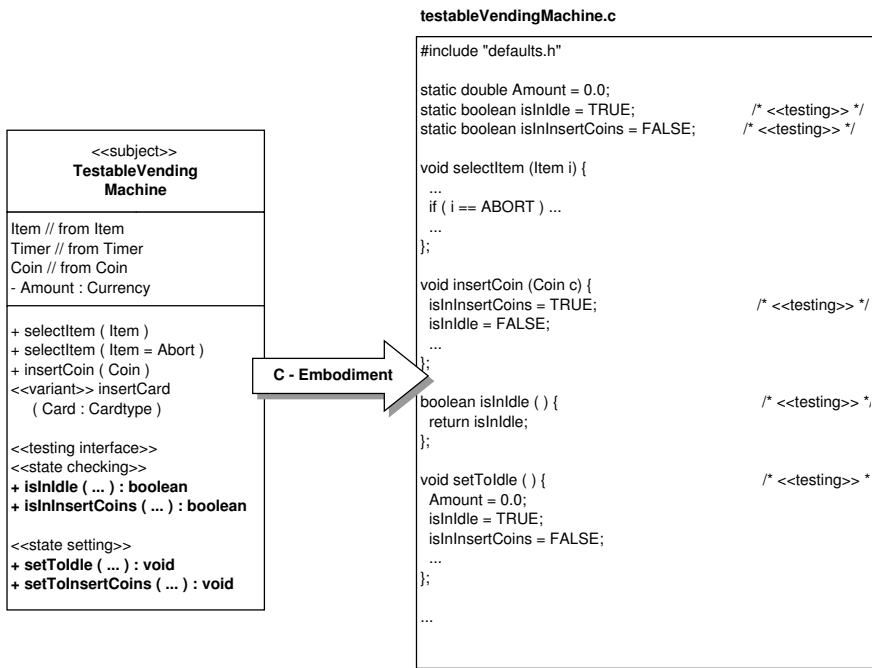 testableVendingMachine.c
<<subject>>
TestableVending
Machine
Item // from Item
Timer // from Timer
Coin // from Coin
- Amount : Currency
+ selectItem ( Item )
+ selectItem ( Item = Abort )
+ insertCoin ( Coin )
<<variant>> insertCard
( Card : Cardtype )
<<testing interface>>
<<state checking>>
+ isInIdle ( ... ) : boolean
+ isInInsertCoins ( ... ) : boolean
<<state setting>>
+ setToIdle ( ... ) : void
+ setToInsertCoins ( ... ) : void
C - Embodiment
#include "defaults.h"
static double Amount = 0.0;
static boolean isInIdle = TRUE; /* <<testing>> */
static boolean isInInsertCoins = FALSE; /* <<testing>> */
void selectItem (Item i) {
...
if ( i == ABORT ) ...
...
};
void insertCoin (Coin c) {
isInInsertCoins = TRUE; /* <<testing>> */
isInIdle = FALSE;
...
};
boolean isInIdle ( ) { /* <<testing>> */
return isInIdle;
};
void setToIdle ( ) { /* <<testing>> *
Amount = 0.0;
isInIdle = TRUE;
isInInsertCoins = FALSE;
...
};
...